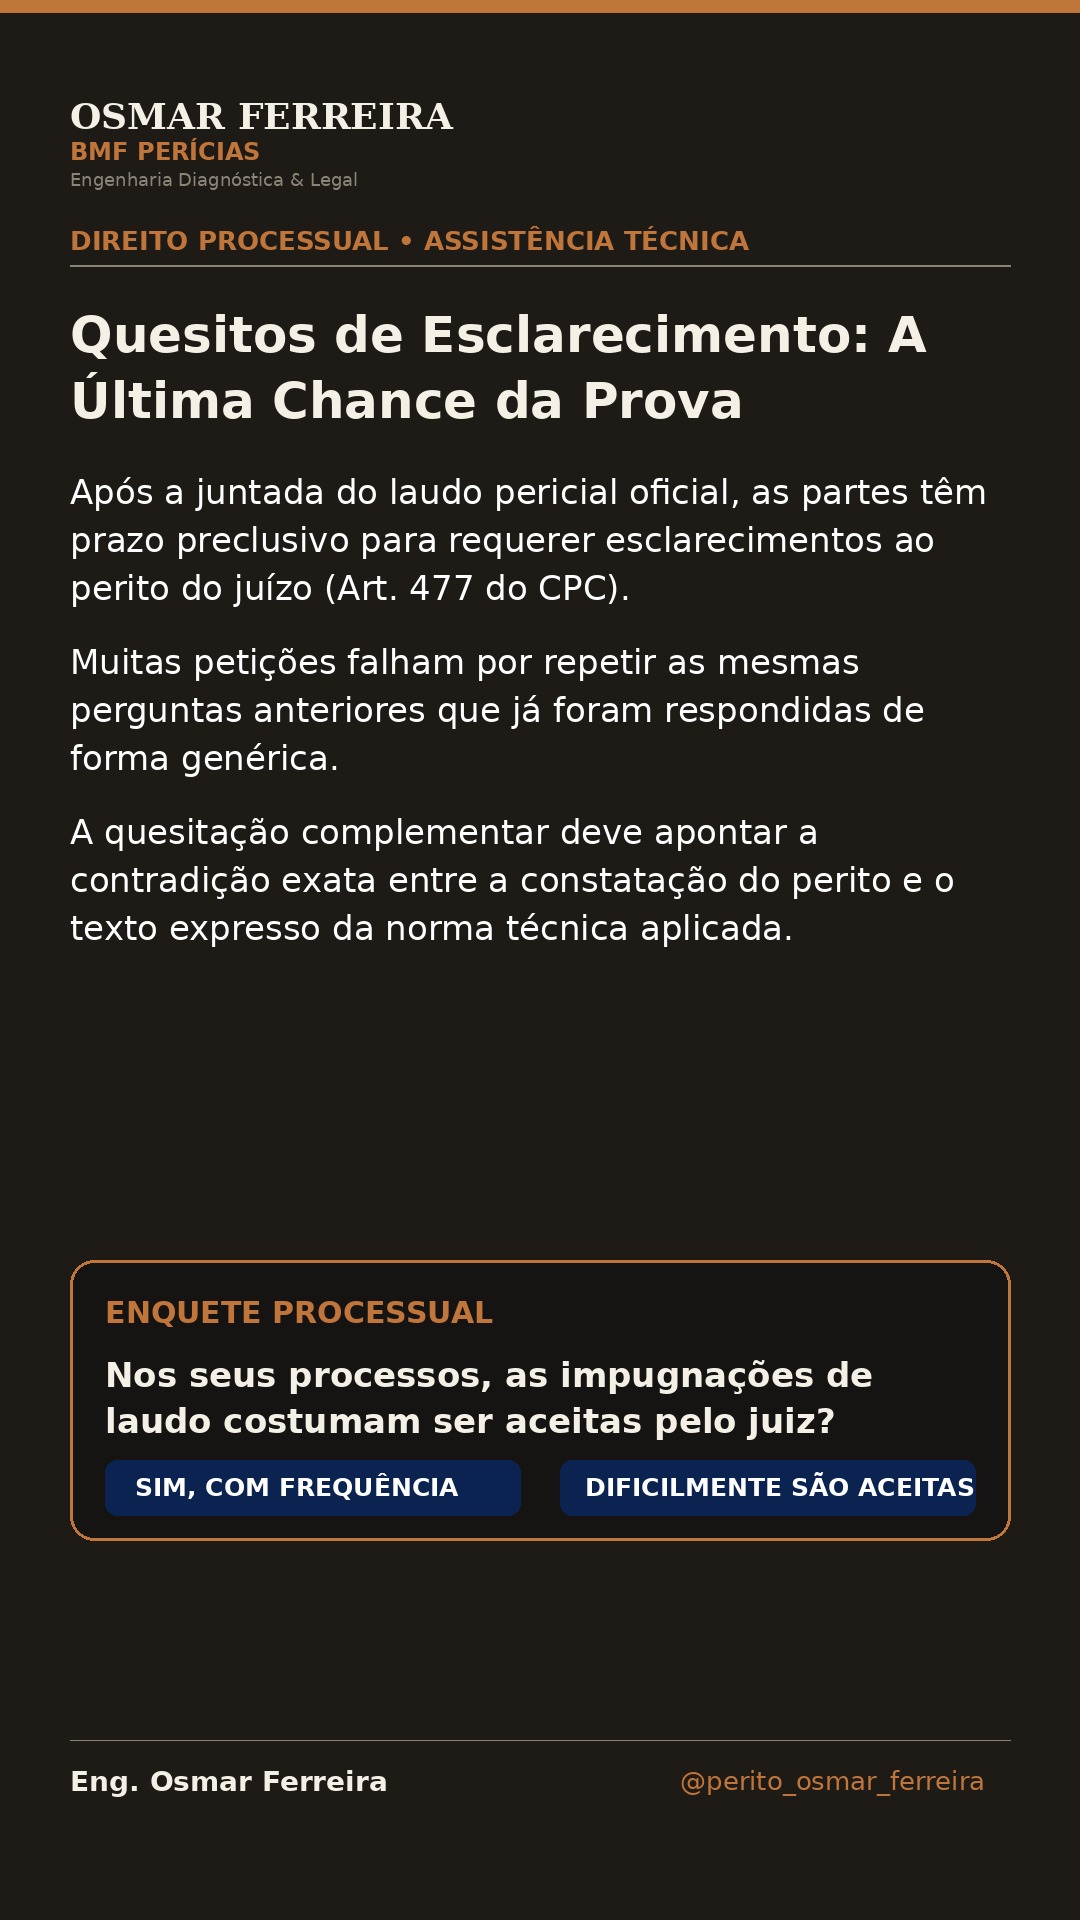 OSMAR FERREIRA
BMF PERÍCIAS
Engenharia Diagnóstica & Legal
DIREITO PROCESSUAL • ASSISTÊNCIA TÉCNICA
Quesitos de Esclarecimento: A
Última Chance da Prova
Após a juntada do laudo pericial oficial, as partes têm
prazo preclusivo para requerer esclarecimentos ao
perito do juízo (Art. 477 do CPC).
Muitas petições falham por repetir as mesmas
perguntas anteriores que já foram respondidas de
forma genérica.
A quesitação complementar deve apontar a
contradição exata entre a constatação do perito e o
texto expresso da norma técnica aplicada.
ENQUETE PROCESSUAL
Nos seus processos, as impugnações de
laudo costumam ser aceitas pelo juiz?
SIM, COM FREQUÊNCIA
DIFICILMENTE SÃO ACEITAS
Eng. Osmar Ferreira
@perito_osmar_ferreira